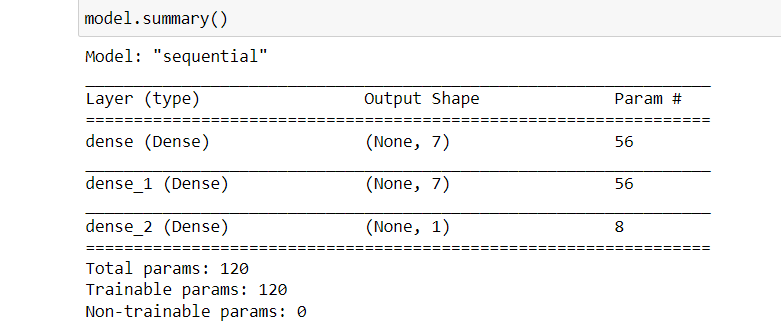 model.summary()
Model: "sequential"
_________________________________________________________________
Layer (type)                 Output Shape              Param #
=================================================================
dense (Dense)                (None, 7)                 56
_________________________________________________________________
dense_1 (Dense)              (None, 7)                 56
_________________________________________________________________
dense_2 (Dense)              (None, 1)                 8
=================================================================
Total params: 120
Trainable params: 120
Non-trainable params: 0